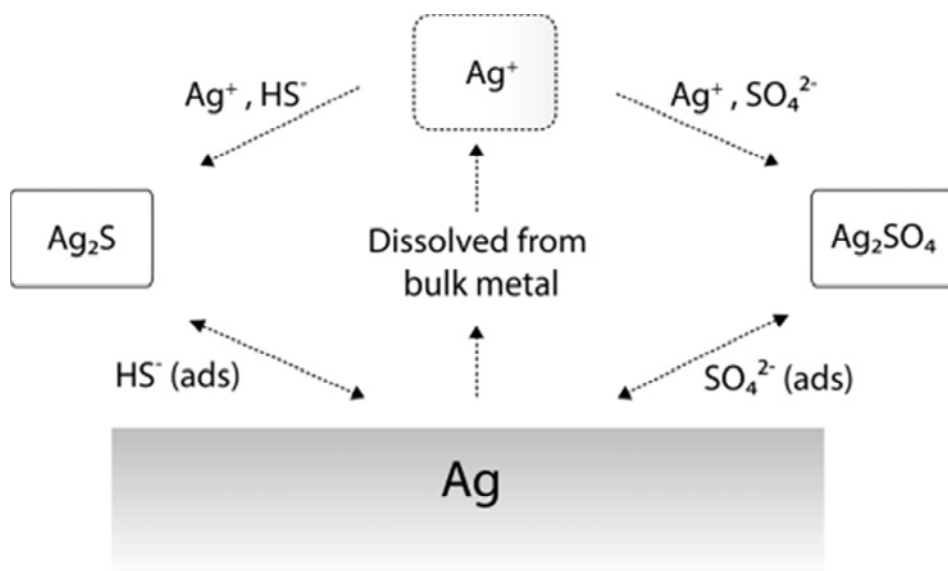 Ag⁺
Ag⁺ , HS⁻
Ag⁺ , SO₄²⁻
Ag₂S
Dissolved from
bulk metal
Ag₂SO₄
HS⁻ (ads)
SO₄²⁻ (ads)
Ag